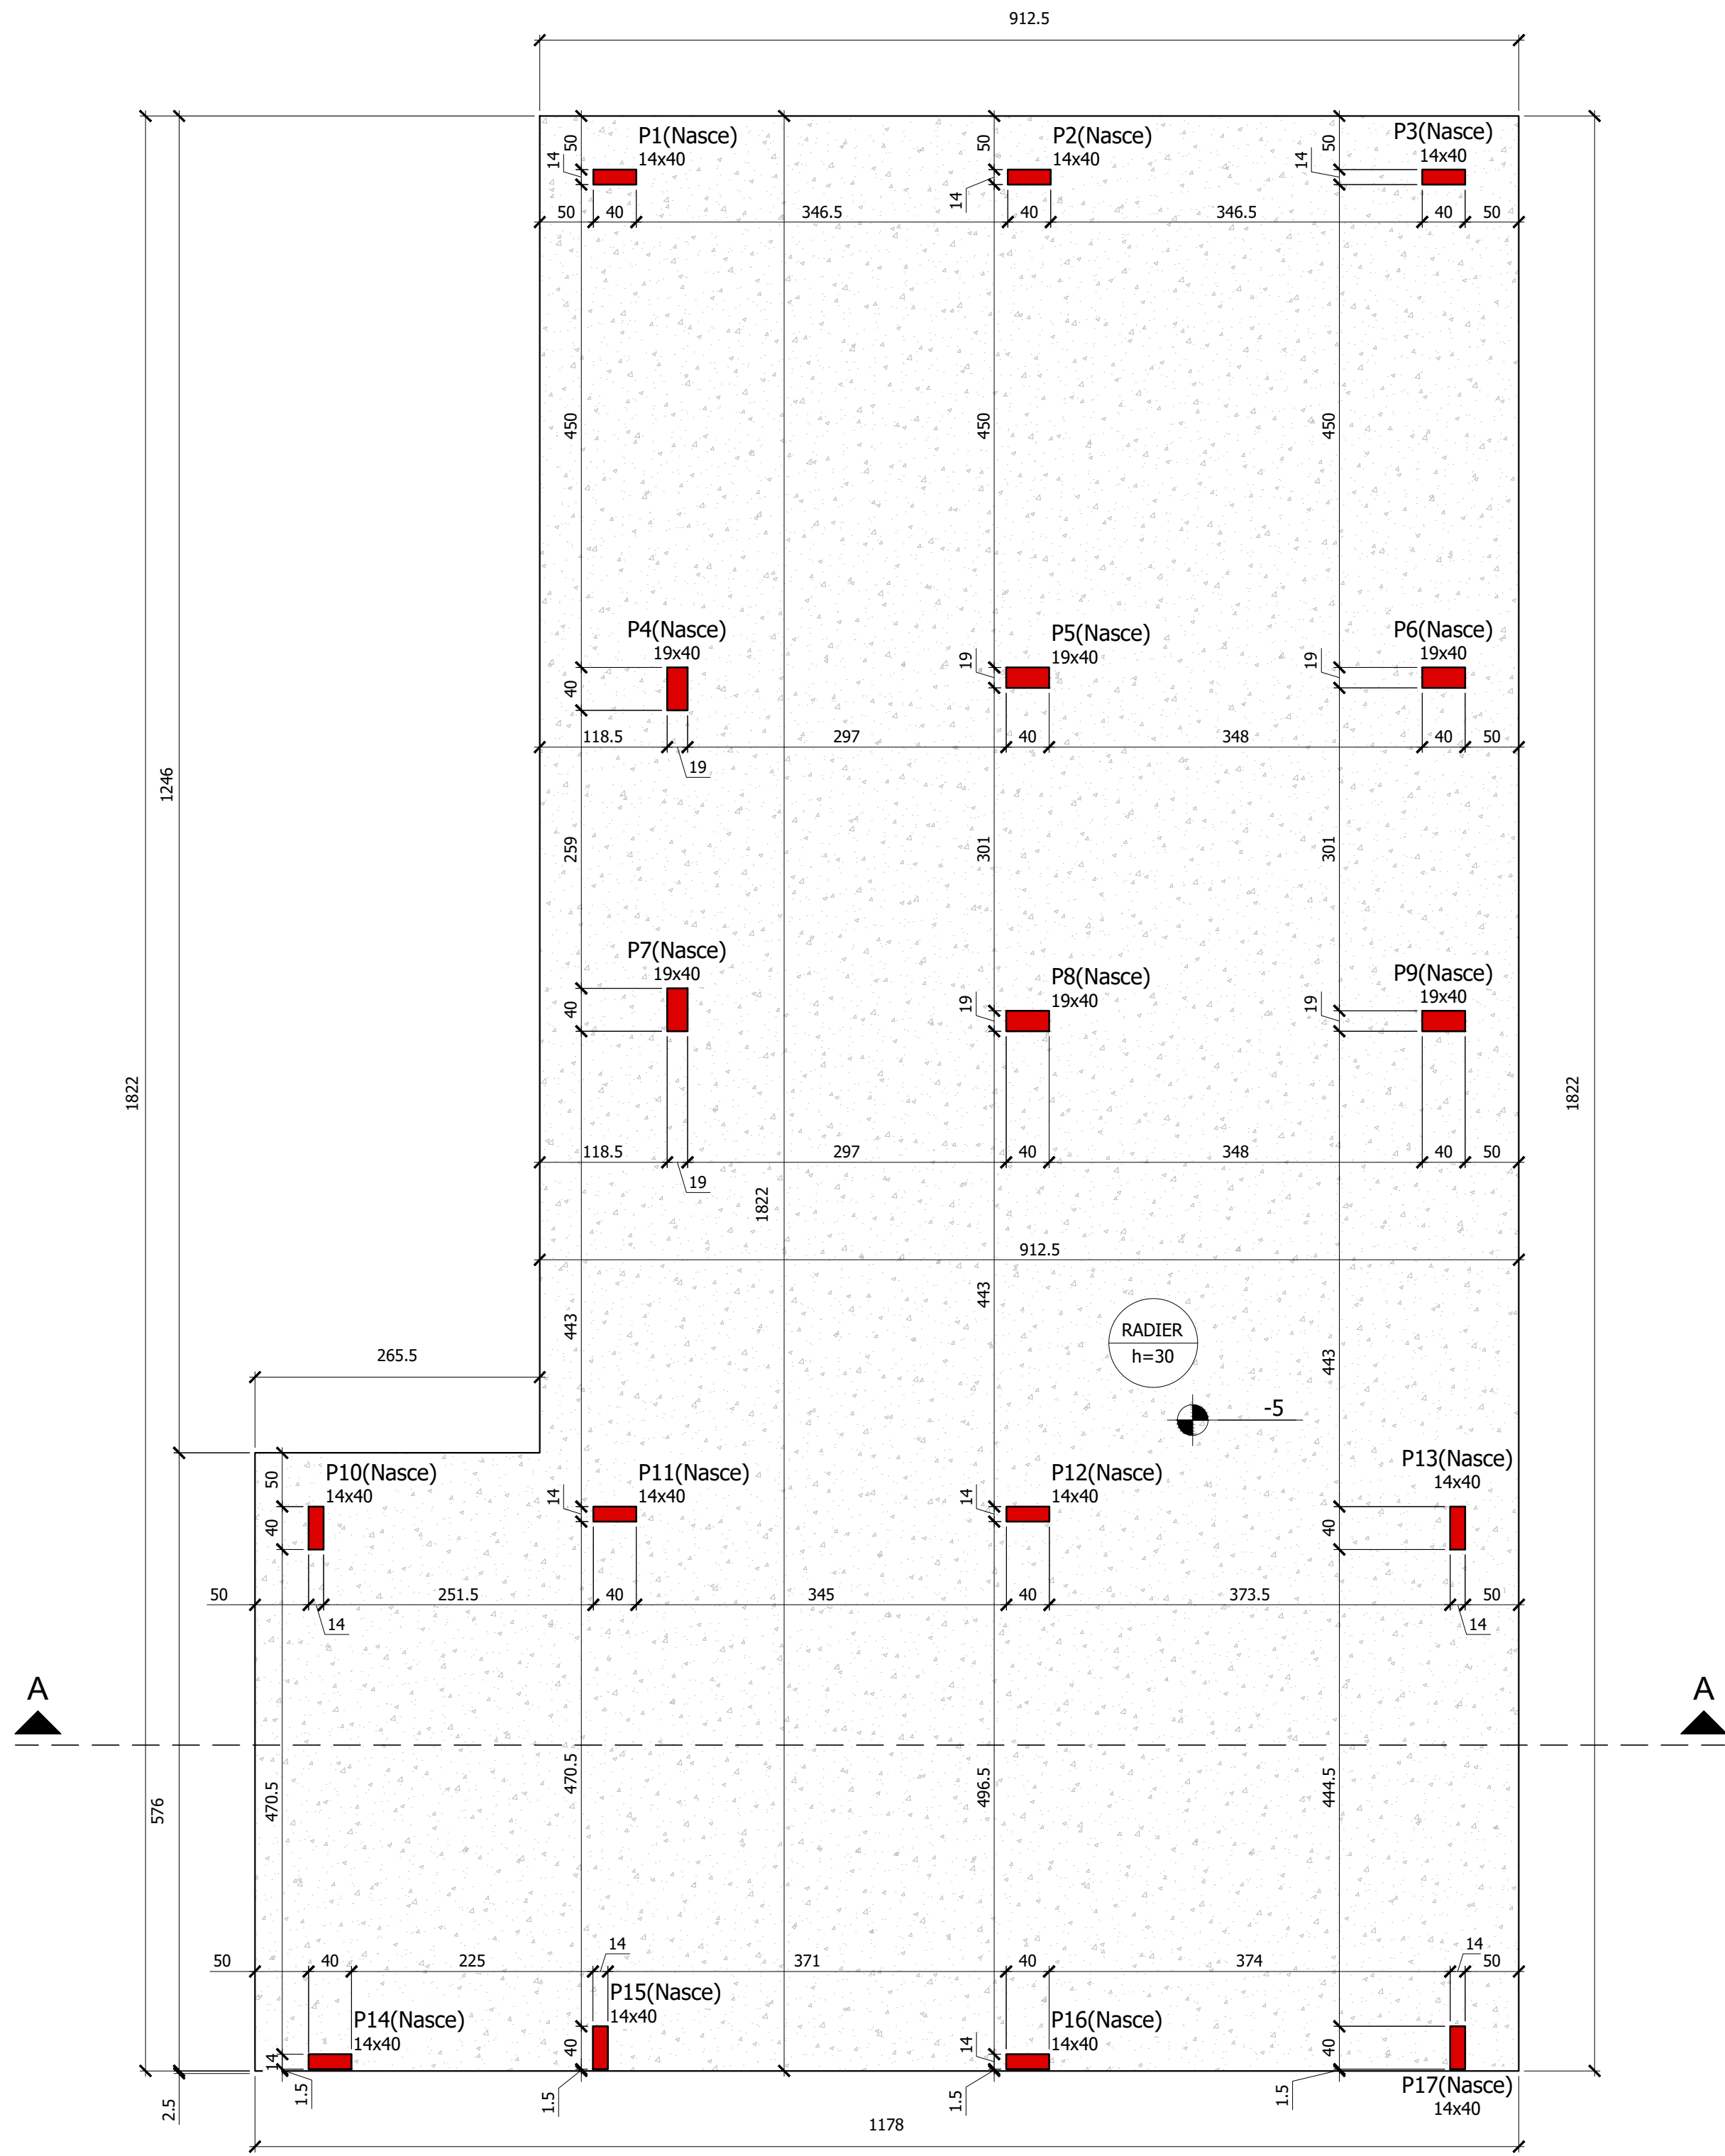 912.5
P1(Nasce)
14x40
P2(Nasce)
14x40
P3(Nasce)
14x40
50
14
50
14
50
14
50
40
346.5
40
346.5
40
50
450
450
450
P4(Nasce)
19x40
P5(Nasce)
19x40
P6(Nasce)
19x40
40
19
19
118.5
19
297
40
348
40
50
1246
259
301
301
P7(Nasce)
19x40
P8(Nasce)
19x40
P9(Nasce)
19x40
40
19
19
1822
1822
118.5
19
297
40
348
40
50
1822
912.5
443
443
443
RADIER
h=30
265.5
-5
P10(Nasce)
14x40
P11(Nasce)
14x40
P12(Nasce)
14x40
P13(Nasce)
14x40
50
40
14
14
40
50
14
251.5
40
345
40
373.5
14
50
A
A
576
470.5
470.5
496.5
444.5
50
40
225
14
371
40
374
14
50
P14(Nasce)
14x40
P15(Nasce)
14x40
P16(Nasce)
14x40
P17(Nasce)
14x40
14
40
14
40
2.5
1.5
1.5
1.5
1.5
1178